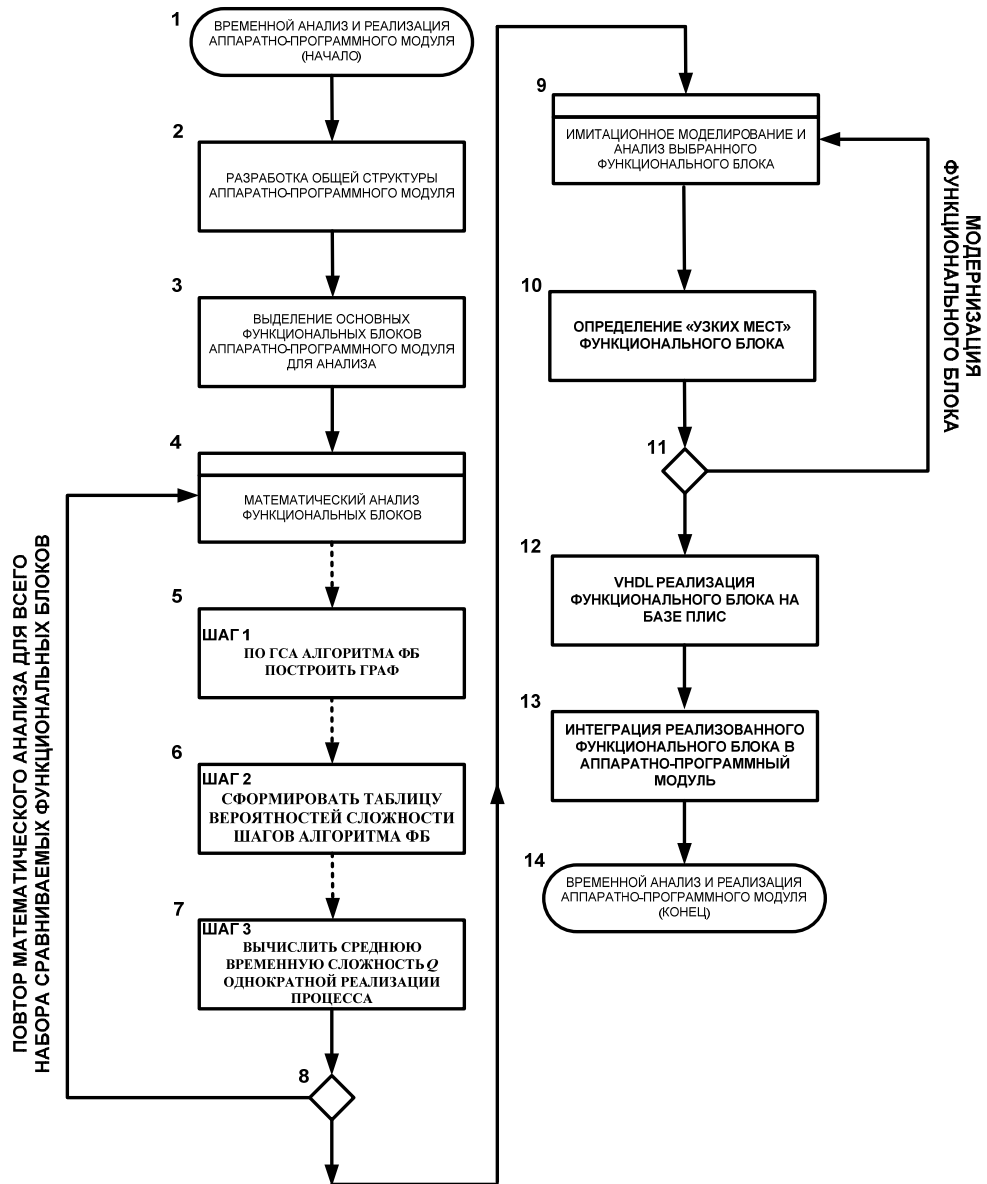 1
ВРЕМЕННОЙ АНАЛИЗ И РЕАЛИЗАЦИЯ
АППАРАТНО-ПРОГРАММНОГО МОДУЛЯ
(НАЧАЛО)
2
РАЗРАБОТКА ОБЩЕЙ СТРУКТУРЫ
АППАРАТНО-ПРОГРАММНОГО МОДУЛЯ
3
ВЫДЕЛЕНИЕ ОСНОВНЫХ
ФУНКЦИОНАЛЬНЫХ БЛОКОВ
АППАРАТНО-ПРОГРАММНОГО МОДУЛЯ
ДЛЯ АНАЛИЗА
4
МАТЕМАТИЧЕСКИЙ АНАЛИЗ
ФУНКЦИОНАЛЬНЫХ БЛОКОВ
5
ШАГ 1
ПО ГСА АЛГОРИТМА ФБ
ПОСТРОИТЬ ГРАФ
6
ШАГ 2
СФОРМИРОВАТЬ ТАБЛИЦУ
ВЕРОЯТНОСТЕЙ СЛОЖНОСТИ
ШАГОВ АЛГОРИТМА ФБ
7
ШАГ 3
ВЫЧИСЛИТЬ СРЕДНЮЮ
ВРЕМЕННУЮ СЛОЖНОСТЬ Q
ОДНОКРАТНОЙ РЕАЛИЗАЦИИ
ПРОЦЕССА
8
ПОВТОР МАТЕМАТИЧЕСКОГО АНАЛИЗА ДЛЯ ВСЕГО
НАБОРА СРАВНИВАЕМЫХ ФУНКЦИОНАЛЬНЫХ БЛОКОВ
9
ИМИТАЦИОННОЕ МОДЕЛИРОВАНИЕ И
АНАЛИЗ ВЫБРАННОГО
ФУНКЦИОНАЛЬНОГО БЛОКА
10
ОПРЕДЕЛЕНИЕ «УЗКИХ МЕСТ»
ФУНКЦИОНАЛЬНОГО БЛОКА
11
МОДЕРНИЗАЦИЯ
ФУНКЦИОНАЛЬНОГО БЛОКА
12
VHDL РЕАЛИЗАЦИЯ
ФУНКЦИОНАЛЬНОГО БЛОКА НА
БАЗЕ ПЛИС
13
ИНТЕГРАЦИЯ РЕАЛИЗОВАННОГО
ФУНКЦИОНАЛЬНОГО БЛОКА В
АППАРАТНО-ПРОГРАММНЫЙ
МОДУЛЬ
14
ВРЕМЕННОЙ АНАЛИЗ И РЕАЛИЗАЦИЯ
АППАРАТНО-ПРОГРАММНОГО МОДУЛЯ
(КОНЕЦ)